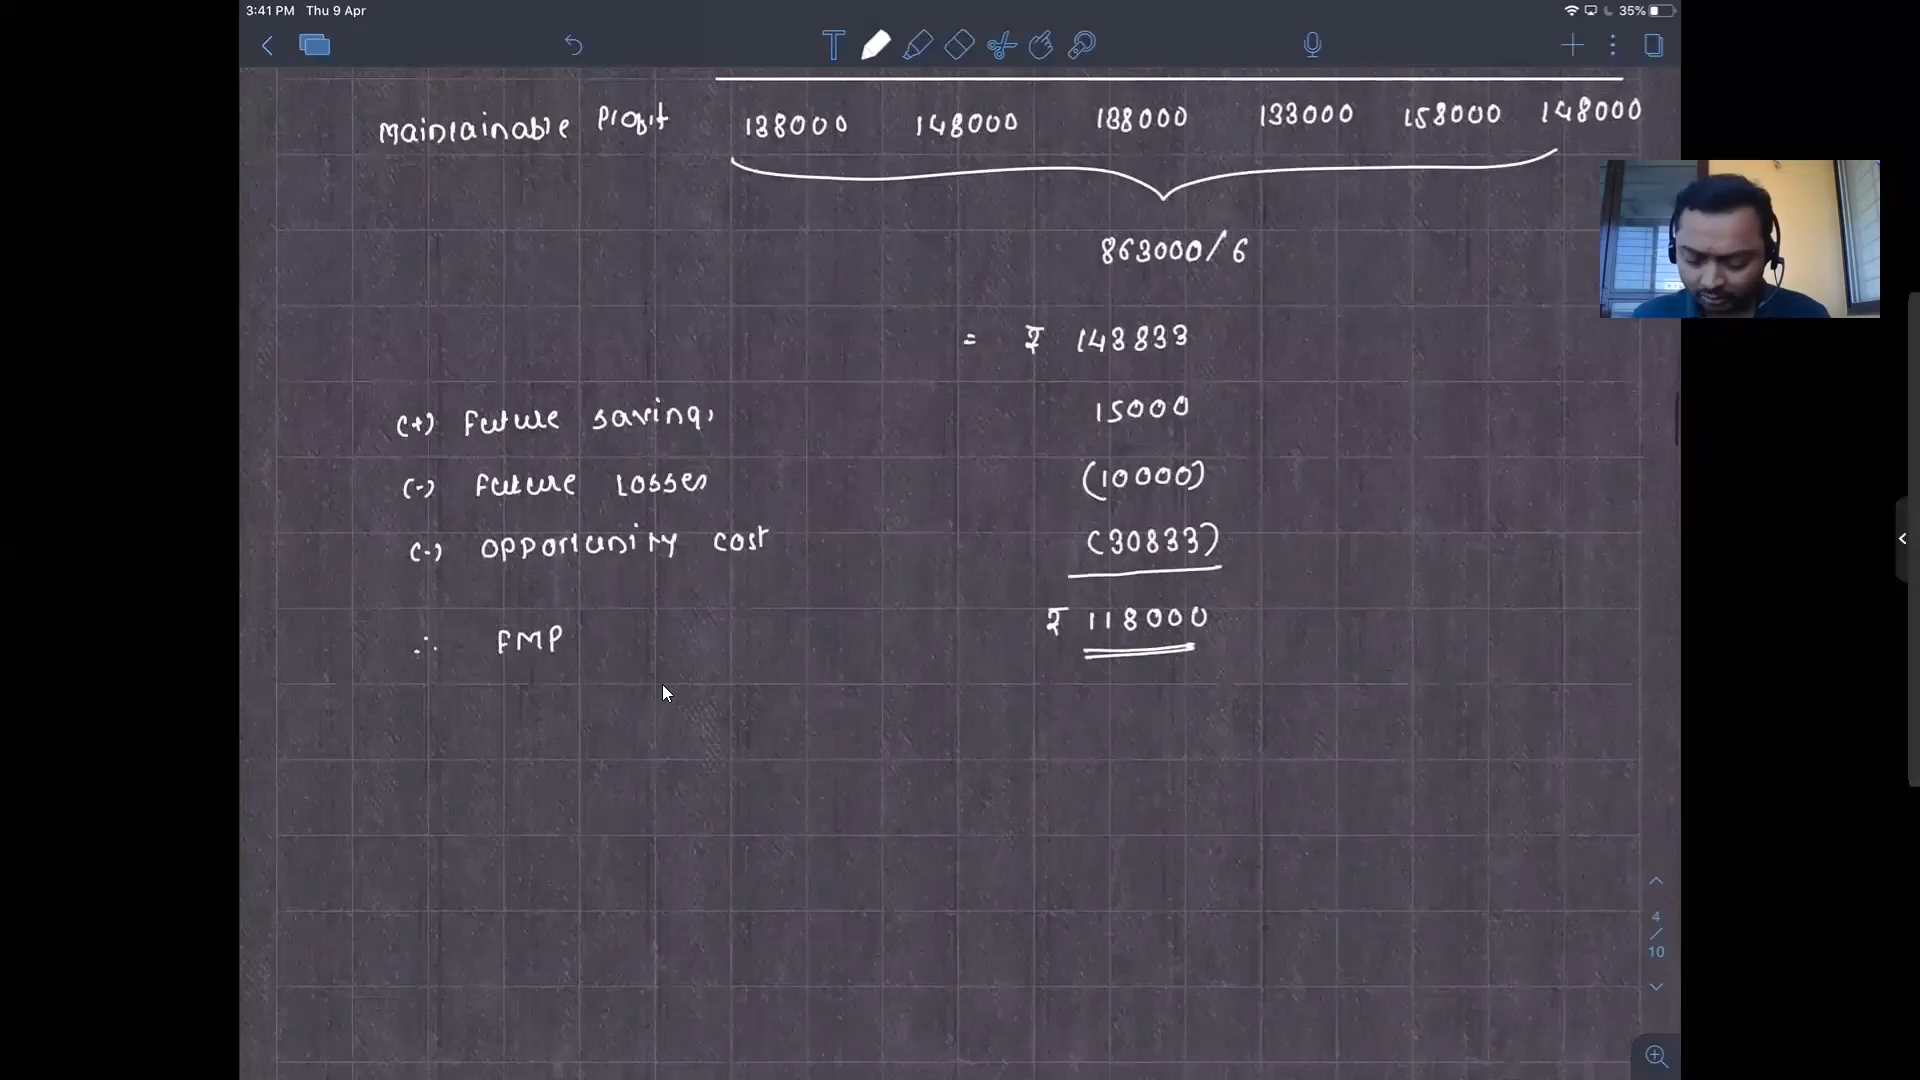 3:41 PM Thu 9 Apr
35%
Maintainable Profit 138000 148000 138000 133000 158000 148000
863000/6
= ₹ 143833
(+) Future savings 15000
(-) Future Losses (10000)
(-) opportunity cost (30833)
∴ FMP ₹ 118000
4
/
10